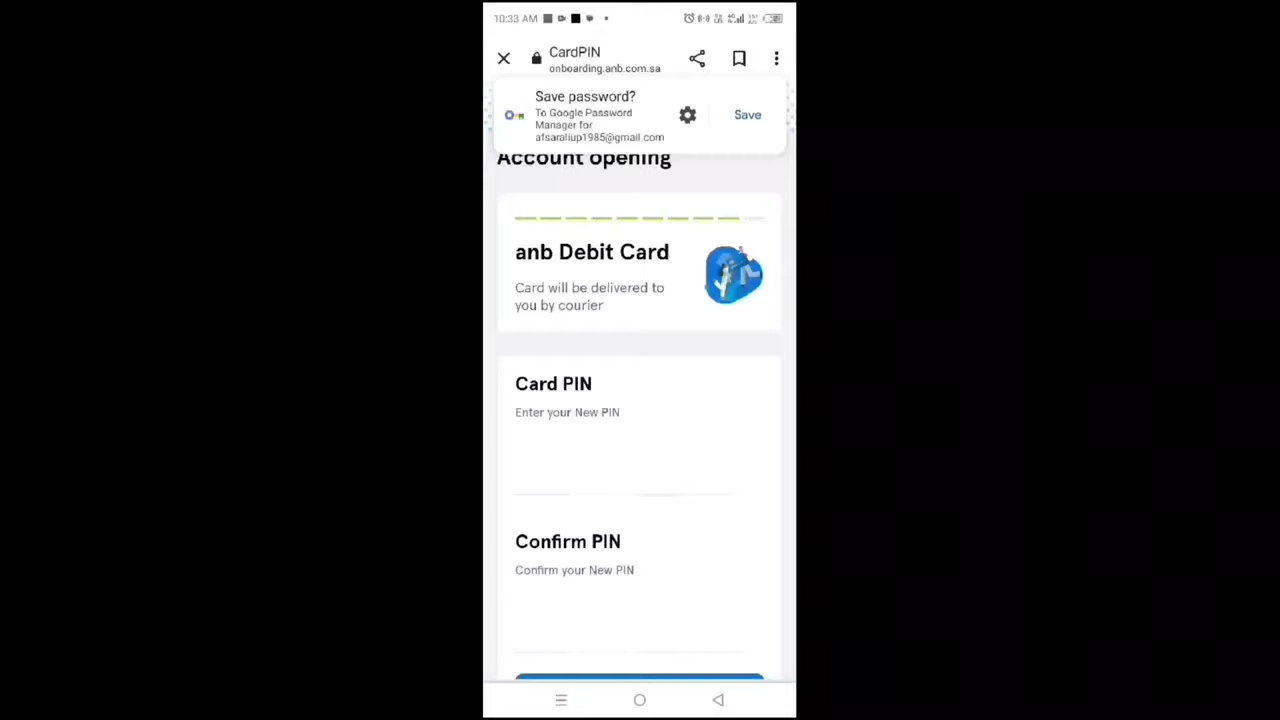 10:33 AM
CardPIN
onboarding.anb.com.sa
Save password?
To Google Password
Manager for
afsaraliup1985@gmail.com
Save
Account opening
anb Debit Card
Card will be delivered to
you by courier
Card PIN
Enter your New PIN
Confirm PIN
Confirm your New PIN